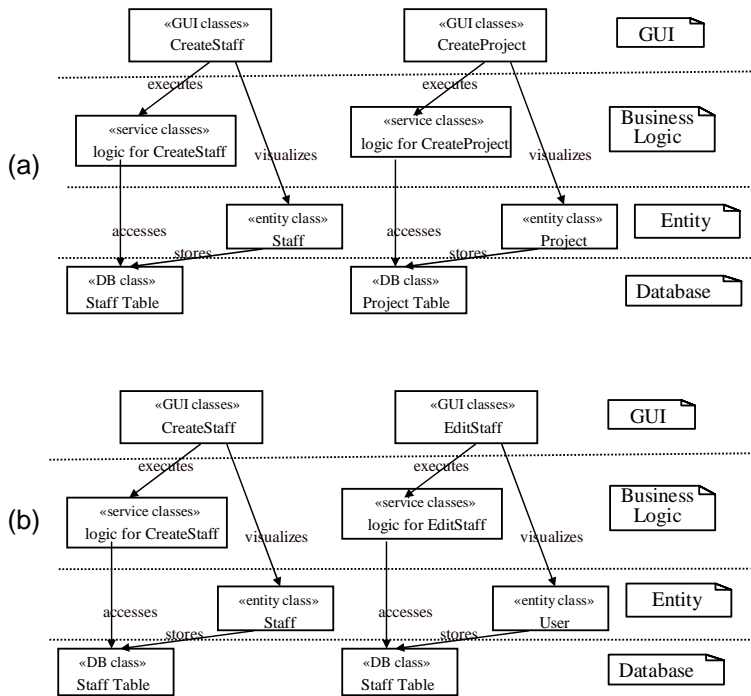 «GUI classes»
CreateStaff
«GUI classes»
CreateProject
GUI
executes
executes
«service classes»
logic for CreateStaff
«service classes»
logic for CreateProject
Business
Logic
(a)
visualizes
visualizes
«entity class»
Staff
«entity class»
Project
Entity
accesses
stores
accesses
stores
«DB class»
Staff Table
«DB class»
Project Table
Database
«GUI classes»
CreateStaff
«GUI classes»
EditStaff
GUI
executes
executes
«service classes»
logic for CreateStaff
«service classes»
logic for EditStaff
Business
Logic
(b)
visualizes
visualizes
«entity class»
Staff
«entity class»
User
Entity
accesses
stores
accesses
stores
«DB class»
Staff Table
«DB class»
Staff Table
Database